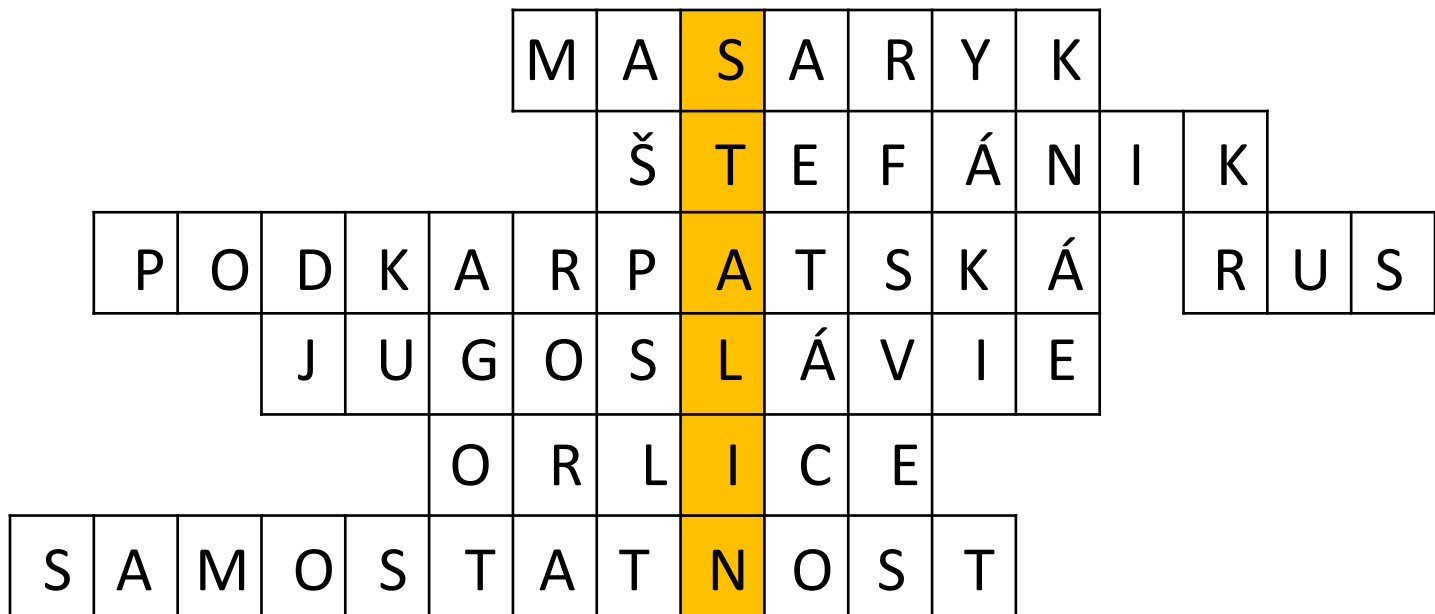 MASARYK
ŠTEFÁNIK
PODKARPATSKÁ RUS
JUGOSLÁVIE
ORLICE
SAMOSTATNOST